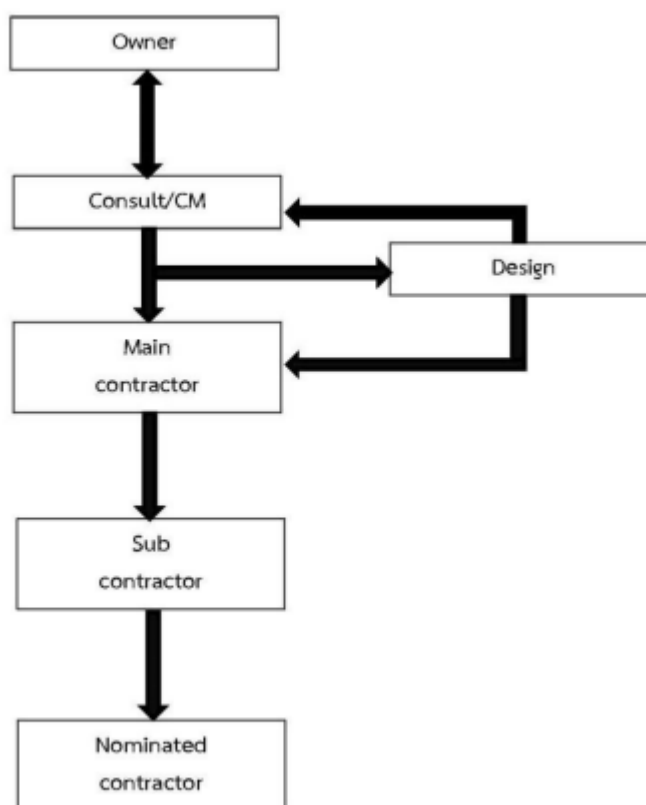 Owner
Consult/CM
Design
Main
contractor
Sub
contractor
Nominated
contractor